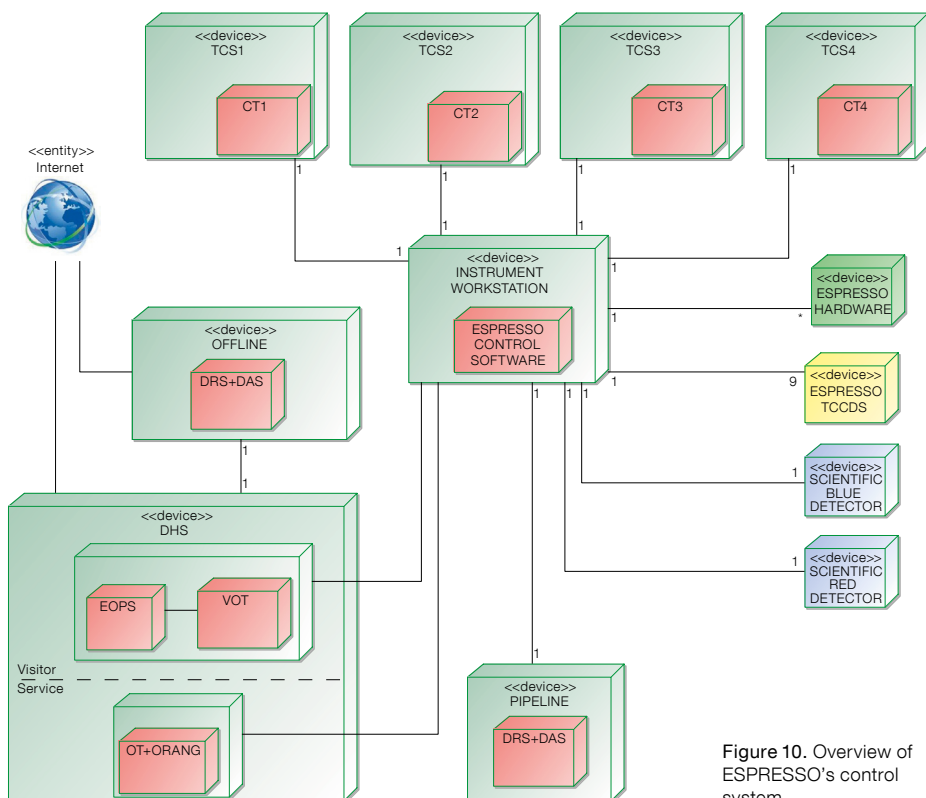 <<device>>
TCS1
CT1
<<device>>
TCS2
CT2
<<device>>
TCS3
CT3
<<device>>
TCS4
CT4
1
1
1
1
<<entity>>
Internet
1
1
1
1
<<device>>
INSTRUMENT
WORKSTATION
ESPRESSO
CONTROL
SOFTWARE
<<device>>
ESPRESSO
HARDWARE
1
*
<<device>>
OFFLINE
DRS+DAS
<<device>>
ESPRESSO
TCCDS
1
9
1
1
1
1
1
<<device>>
SCIENTIFIC
BLUE
DETECTOR
1
<<device>>
SCIENTIFIC
RED
DETECTOR
1
<<device>>
DHS
EOPS
VOT
Visitor
Service
OT+ORANG
1
<<device>>
PIPELINE
DRS+DAS
Figure 10. Overview of
ESPRESSO's control
system